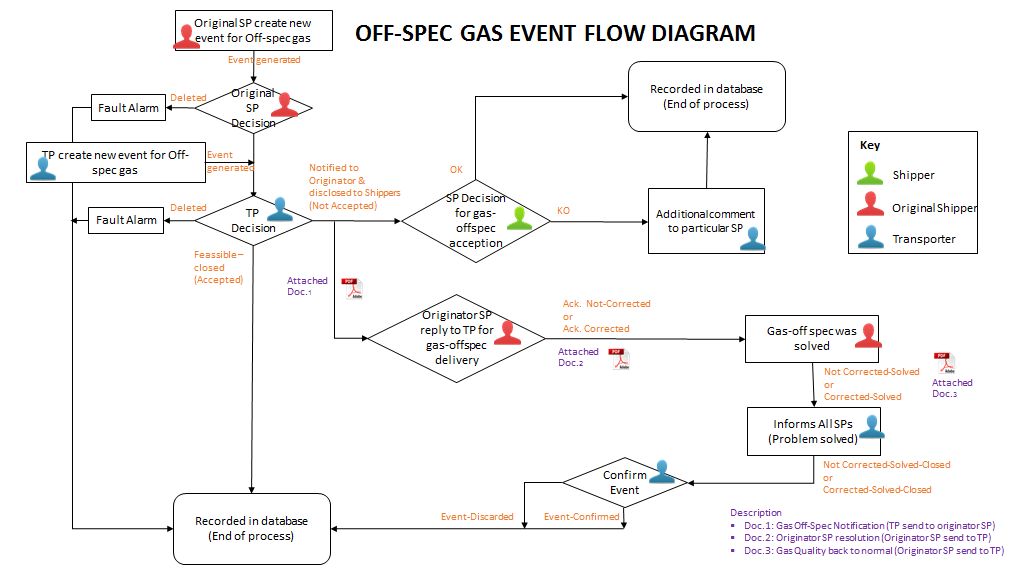 OFF-SPEC GAS EVENT FLOW DIAGRAM
Original SP create new
event for Off-spec gas
Event generated
Original
SP
Decision
Deleted
Fault Alarm
TP create new event for Off-
spec gas
Event
generated
TP
Decision
Deleted
Fault Alarm
Notified to
Originator &
disclosed to Shippers
(Not Accepted)
Feassible –
closed
(Accepted)
OK
SP Decision
for gas-
offspec
acception
KO
Recorded in database
(End of process)
Additional comment
to particular SP
Key
Shipper
Original Shipper
Transporter
Attached
Doc.1
PDF
Adobe
Originator SP
reply to TP for
gas-offspec
delivery
Ack. Not-Corrected
or
Ack. Corrected
Attached
Doc.2
PDF
Adobe
Gas-off spec was
solved
Not Corrected-Solved
or
Corrected-Solved
PDF
Adobe
Attached
Doc.3
Informs All SPs
(Problem solved)
Not Corrected-Solved-Closed
or
Corrected-Solved-Closed
Confirm
Event
Event-Discarded
Event-Confirmed
Recorded in database
(End of process)
Description
▪ Doc.1: Gas Off-Spec Notification (TP send to originator SP)
▪ Doc.2: Originator SP resolution (Originator SP send to TP)
▪ Doc.3: Gas Quality back to normal (Originator SP send to TP)